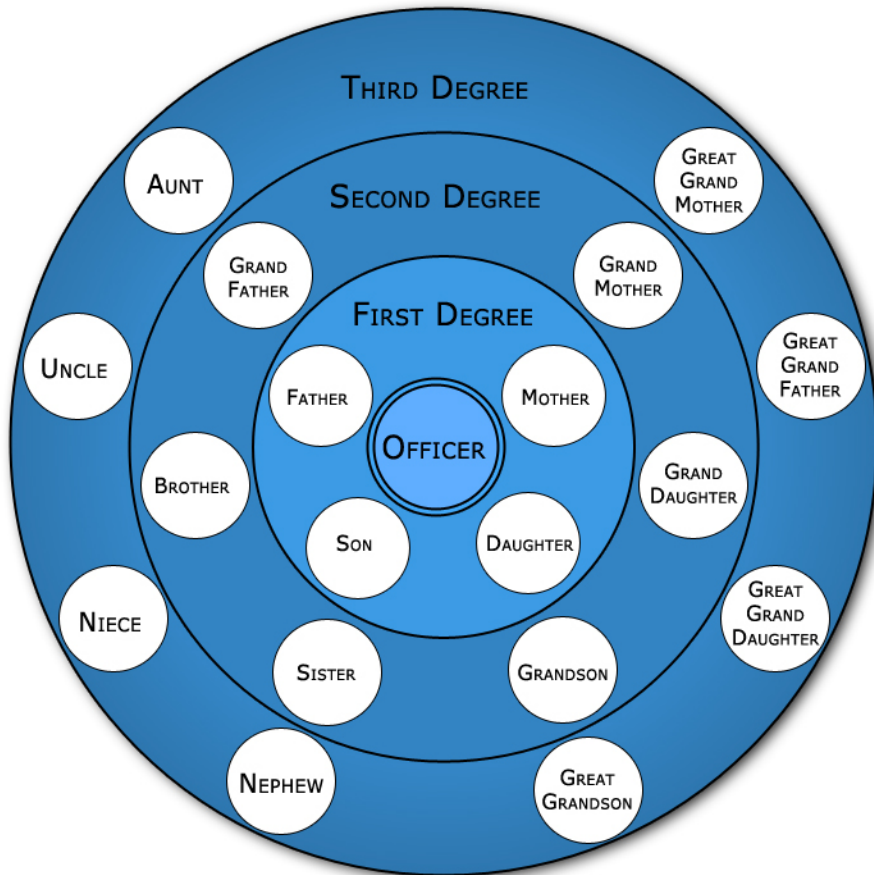 Third Degree
Aunt
Great
Grand
Mother
Second Degree
Grand
Father
Grand
Mother
First Degree
Uncle
Great
Grand
Father
Father
Mother
Officer
Brother
Grand
Daughter
Son
Daughter
Niece
Great
Grand
Daughter
Sister
Grandson
Nephew
Great
Grandson